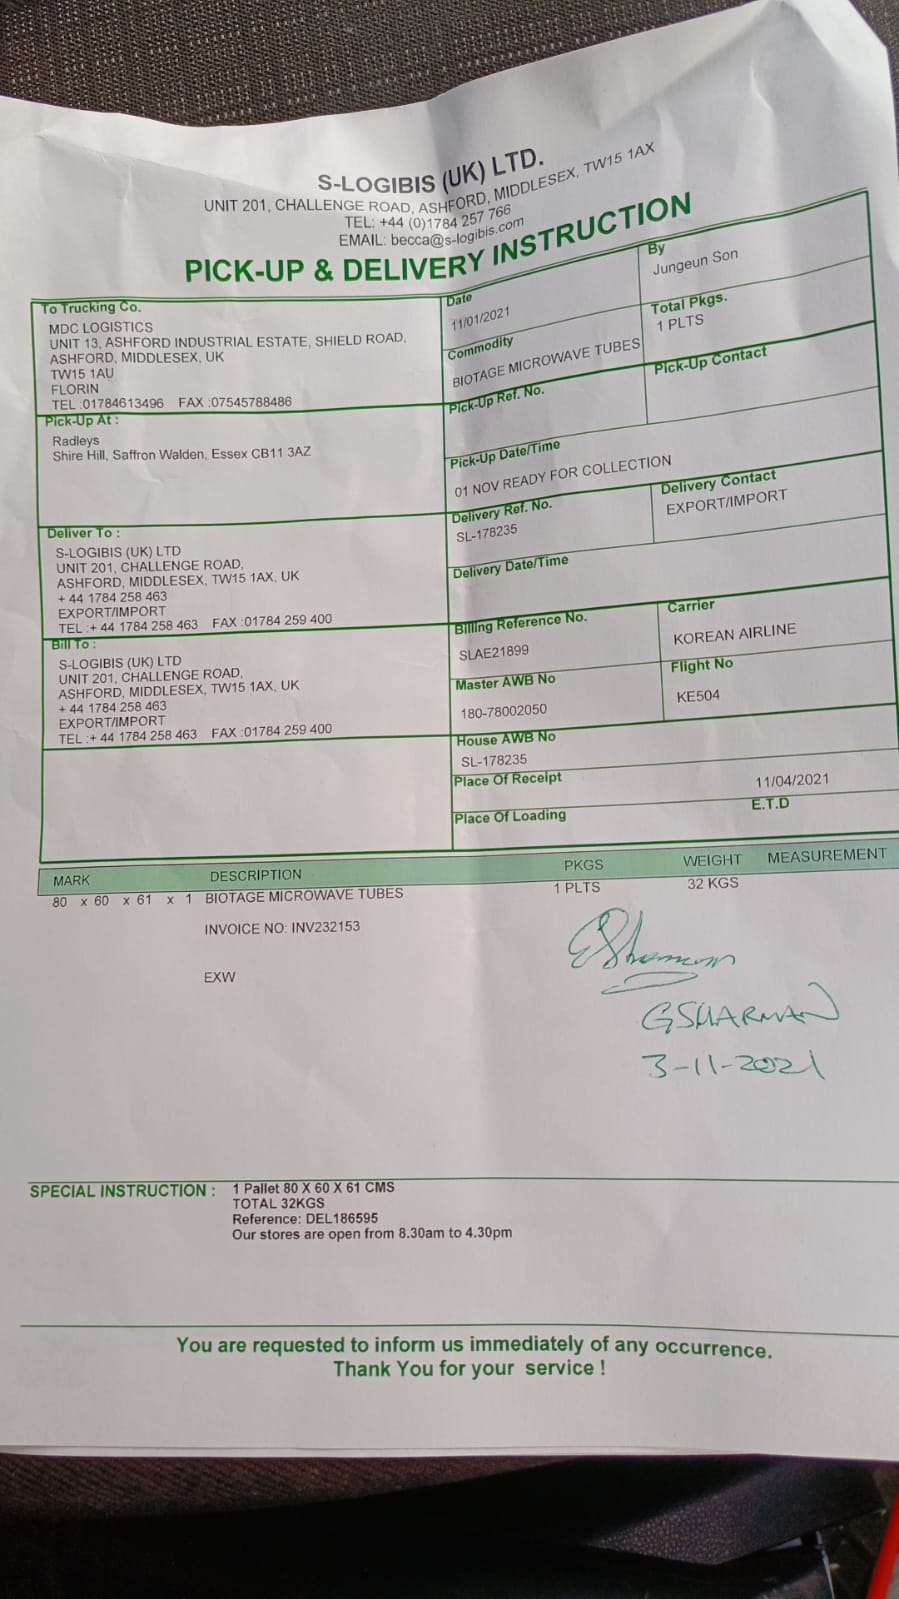 S-LOGIBIS (UK) LTD.
UNIT 201, CHALLENGE ROAD, ASHFORD, MIDDLESEX, TW15 1AX
TEL: +44 (0)1784 257 766
EMAIL: becca@s-logibis.com
PICK-UP & DELIVERY INSTRUCTION
To Trucking Co.
MDC LOGISTICS
UNIT 13, ASHFORD INDUSTRIAL ESTATE, SHIELD ROAD,
ASHFORD, MIDDLESEX, UK
TW15 1AU
FLORIN
TEL :01784613496 FAX :07545788486
Date
11/01/2021
By
Jungeun Son
Commodity
BIOTAGE MICROWAVE TUBES
Total Pkgs.
1 PLTS
Pick-Up Ref. No.
Pick-Up Contact
Pick-Up At :
Radleys
Shire Hill, Saffron Walden, Essex CB11 3AZ
Pick-Up Date/Time
01 NOV READY FOR COLLECTION
Delivery Ref. No.
SL-178235
Delivery Contact
EXPORT/IMPORT
Deliver To :
S-LOGIBIS (UK) LTD
UNIT 201, CHALLENGE ROAD,
ASHFORD, MIDDLESEX, TW15 1AX, UK
+ 44 1784 258 463
EXPORT/IMPORT
TEL :+ 44 1784 258 463 FAX :01784 259 400
Delivery Date/Time
Billing Reference No.
SLAE21899
Carrier
KOREAN AIRLINE
Bill To :
S-LOGIBIS (UK) LTD
UNIT 201, CHALLENGE ROAD,
ASHFORD, MIDDLESEX, TW15 1AX, UK
+ 44 1784 258 463
EXPORT/IMPORT
TEL :+ 44 1784 258 463 FAX :01784 259 400
Master AWB No
180-78002050
Flight No
KE504
House AWB No
SL-178235
Place Of Receipt
11/04/2021
Place Of Loading
E.T.D
MARK DESCRIPTION PKGS WEIGHT MEASUREMENT
80 x 60 x 61 x 1 BIOTAGE MICROWAVE TUBES 1 PLTS 32 KGS
INVOICE NO: INV232153
EXW
GSharman
GSHARMAN
3-11-2021
SPECIAL INSTRUCTION : 1 Pallet 80 X 60 X 61 CMS
TOTAL 32KGS
Reference: DEL186595
Our stores are open from 8.30am to 4.30pm
You are requested to inform us immediately of any occurrence.
Thank You for your service !